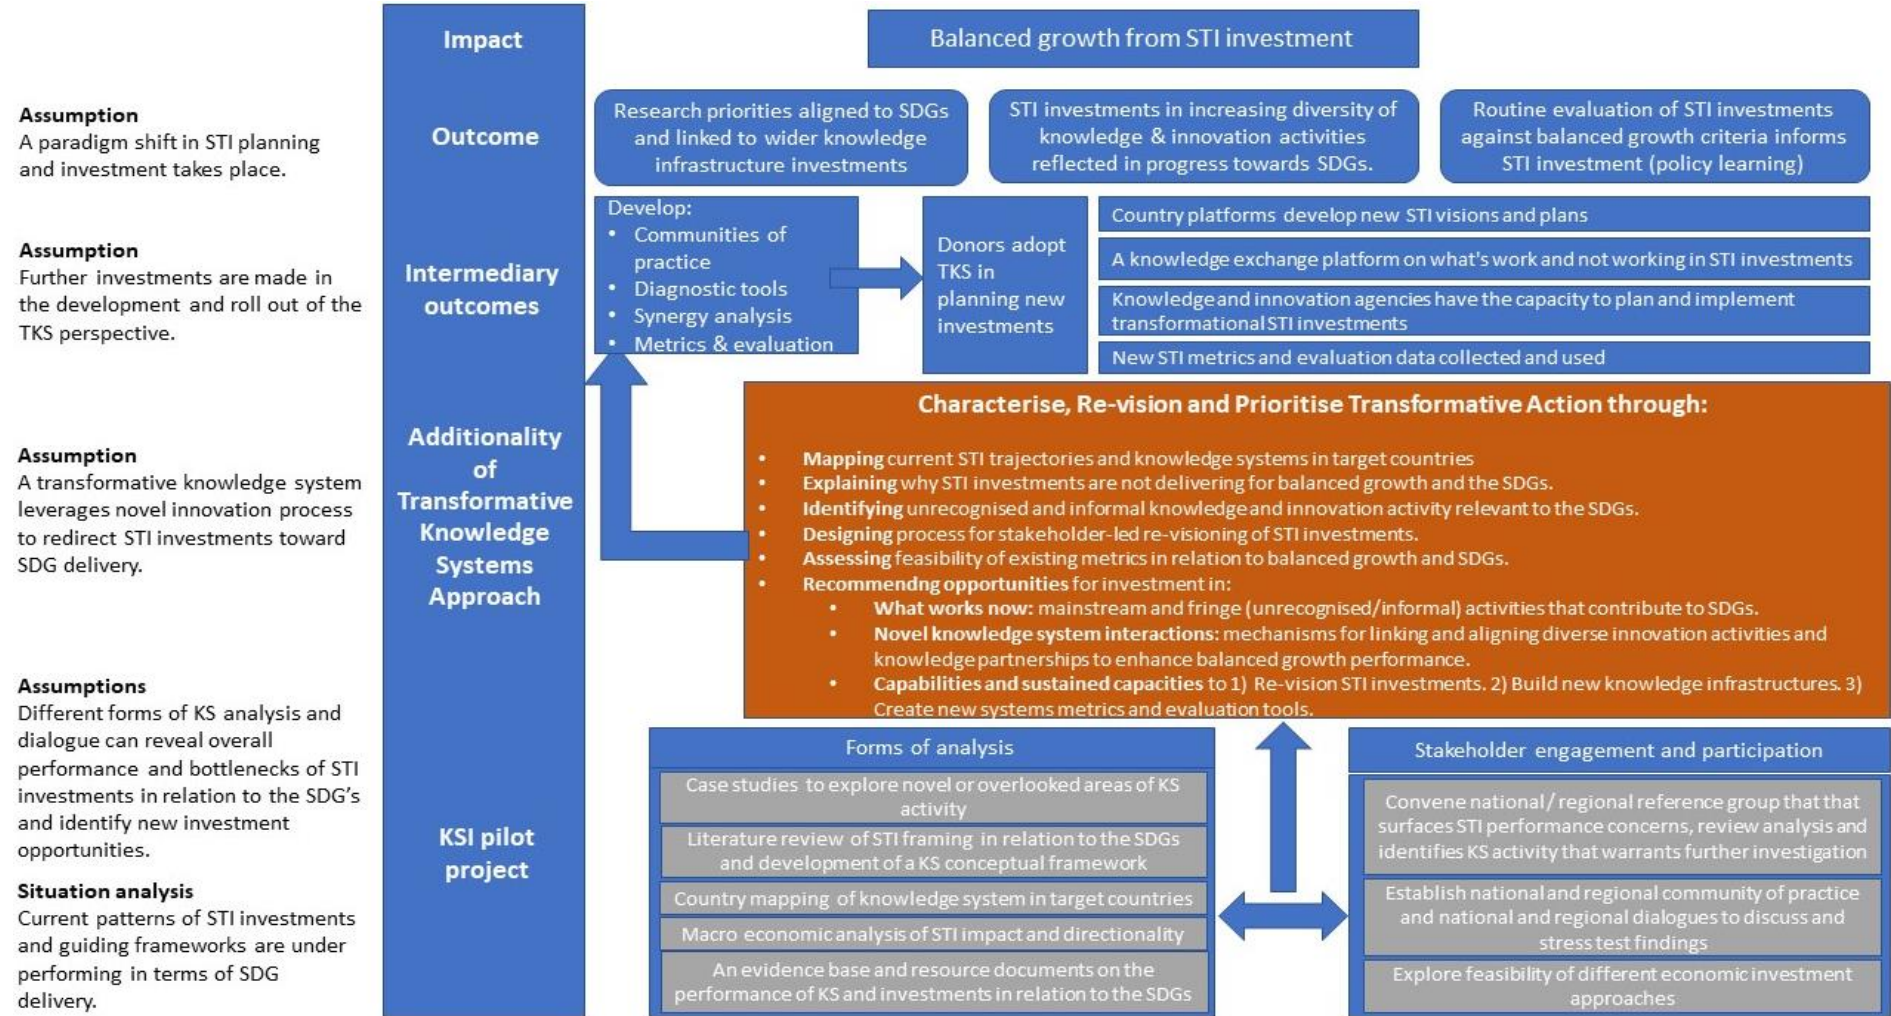 Impact
Balanced growth from STI investment
Assumption
A paradigm shift in STI planning
and investment takes place.
Outcome
Research priorities aligned to SDGs
and linked to wider knowledge
infrastructure investments
STI investments in increasing diversity of
knowledge & innovation activities
reflected in progress towards SDGs.
Routine evaluation of STI investments
against balanced growth criteria informs
STI investment (policy learning)
Assumption
Further investments are made in
the development and roll out of the
TKS perspective.
Intermediary
outcomes
Develop:
• Communities of
practice
• Diagnostic tools
• Synergy analysis
• Metrics & evaluation
Donors adopt
TKS in
planning new
investments
Country platforms develop new STI visions and plans
A knowledge exchange platform on what's work and not working in STI investments
Knowledge and innovation agencies have the capacity to plan and implement
transformational STI investments
New STI metrics and evaluation data collected and used
Assumption
A transformative knowledge system
leverages novel innovation process
to redirect STI investments toward
SDG delivery.
Additionality
of
Transformative
Knowledge
Systems
Approach
Characterise, Re-vision and Prioritise Transformative Action through:
• Mapping current STI trajectories and knowledge systems in target countries
• Explaining why STI investments are not delivering for balanced growth and the SDGs.
• Identifying unrecognised and informal knowledge and innovation activity relevant to the SDGs.
• Designing process for stakeholder-led re-visioning of STI investments.
• Assessing feasibility of existing metrics in relation to balanced growth and SDGs.
• Recommendng opportunities for investment in:
• What works now: mainstream and fringe (unrecognised/informal) activities that contribute to SDGs.
• Novel knowledge system interactions: mechanisms for linking and aligning diverse innovation activities and
knowledge partnerships to enhance balanced growth performance.
• Capabilities and sustained capacities to 1) Re-vision STI investments. 2) Build new knowledge infrastructures. 3)
Create new systems metrics and evaluation tools.
Assumptions
Different forms of KS analysis and
dialogue can reveal overall
performance and bottlenecks of STI
investments in relation to the SDG's
and identify new investment
opportunities.
Situation analysis
Current patterns of STI investments
and guiding frameworks are under
performing in terms of SDG
delivery.
KSI pilot
project
Forms of analysis
Case studies to explore novel or overlooked areas of KS
activity
Literature review of STI framing in relation to the SDGs
and development of a KS conceptual framework
Country mapping of knowledge system in target countries
Macro economic analysis of STI impact and directionality
An evidence base and resource documents on the
performance of KS and investments in relation to the SDGs
Stakeholder engagement and participation
Convene national/ regional reference group that that
surfaces STI performance concerns, review analysis and
identifies KS activity that warrants further investigation
Establish national and regional community of practice
and national and regional dialogues to discuss and
stress test findings
Explore feasibility of different economic investment
approaches